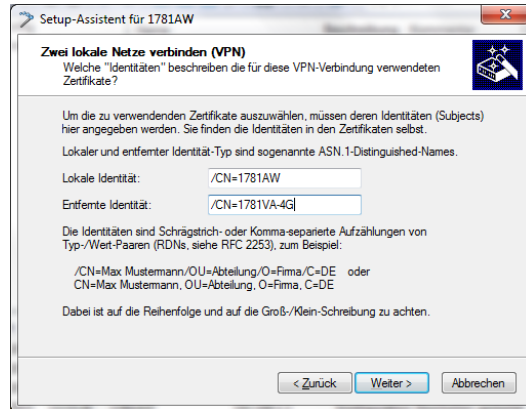 Setup-Assistent für 1781AW
Zwei lokale Netze verbinden (VPN)
Welche "Identitäten" beschreiben die für diese VPN-Verbindung verwendeten
Zertifikate?
Um die zu verwendenden Zertifikate auszuwählen, müssen deren Identitäten (Subjects)
hier angegeben werden. Sie finden die Identitäten in den Zertifikaten selbst.
Lokaler und entfernter Identität-Typ sind sogenannte ASN.1-Distinguished-Names.
Lokale Identität: /CN=1781AW
Entfernte Identität: /CN=1781VA-4G
Die Identitäten sind Schrägstrich- oder Komma-separierte Aufzählungen von
Typ-/Wert-Paaren (RDNs, siehe RFC 2253), zum Beispiel:
/CN=Max Mustermann/OU=Abteilung/O=Firma/C=DE oder
CN=Max Mustermann, OU=Abteilung, O=Firma, C=DE
Dabei ist auf die Reihenfolge und auf die Groß-/Klein-Schreibung zu achten.
< Zurück Weiter > Abbrechen